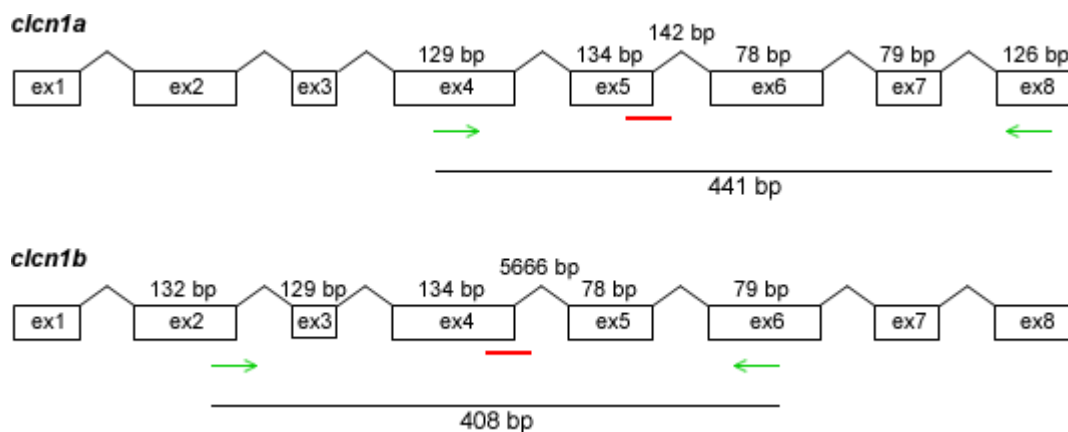 clcn1a
142 bp
129 bp 134 bp 78 bp 79 bp 126 bp
ex1 ex2 ex3 ex4 ex5 ex6 ex7 ex8
441 bp
clcn1b
5666 bp
132 bp 129 bp 134 bp 78 bp 79 bp
ex1 ex2 ex3 ex4 ex5 ex6 ex7 ex8
408 bp